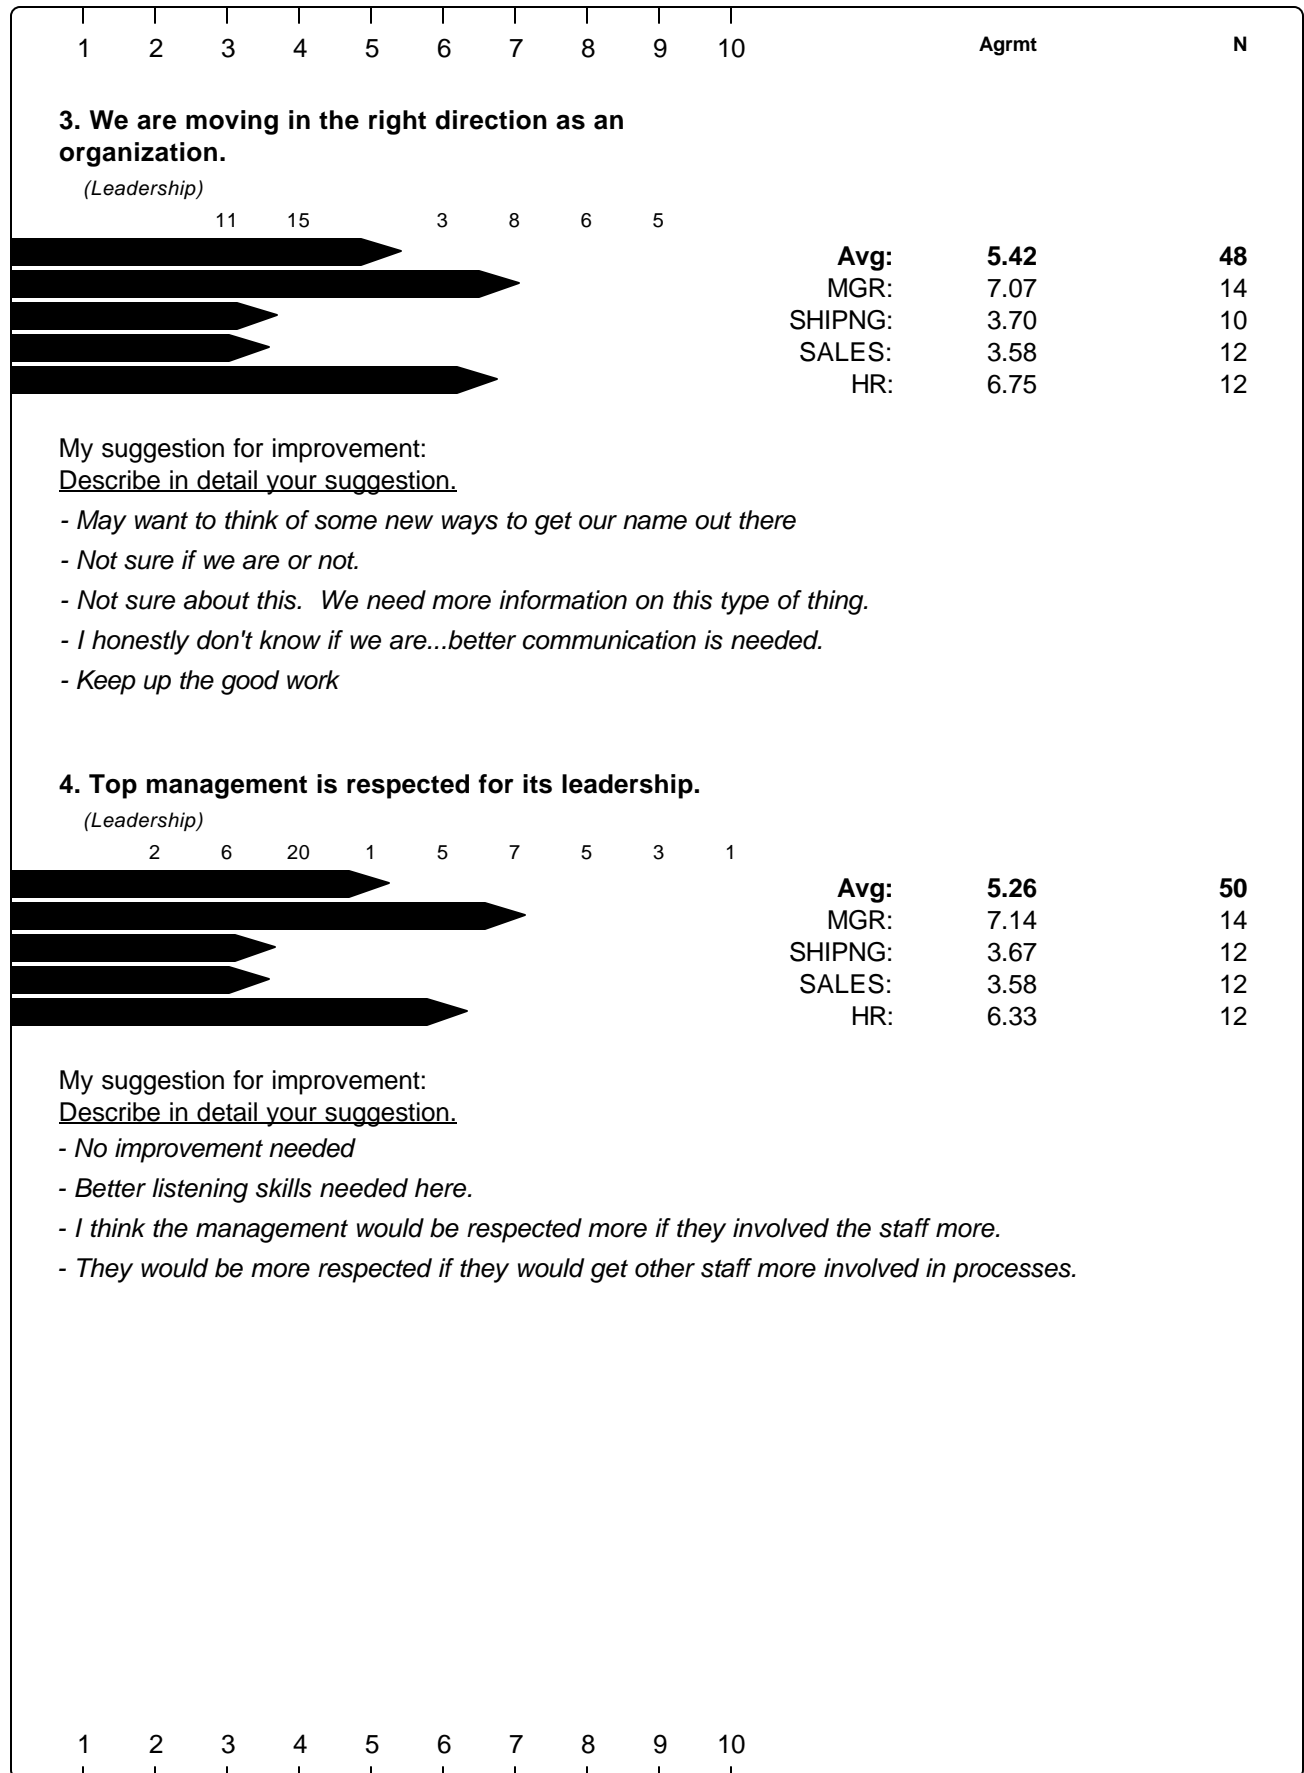 1 2 3 4 5 6 7 8 9 10 Agrmt N
3. We are moving in the right direction as an
organization.
(Leadership)
11 15 3 8 6 5
Avg: 5.42 48
MGR: 7.07 14
SHIPNG: 3.70 10
SALES: 3.58 12
HR: 6.75 12
My suggestion for improvement:
Describe in detail your suggestion.
- May want to think of some new ways to get our name out there
- Not sure if we are or not.
- Not sure about this.  We need more information on this type of thing.
- I honestly don't know if we are...better communication is needed.
- Keep up the good work
4. Top management is respected for its leadership.
(Leadership)
2 6 20 1 5 7 5 3 1
Avg: 5.26 50
MGR: 7.14 14
SHIPNG: 3.67 12
SALES: 3.58 12
HR: 6.33 12
My suggestion for improvement:
Describe in detail your suggestion.
- No improvement needed
- Better listening skills needed here.
- I think the management would be respected more if they involved the staff more.
- They would be more respected if they would get other staff more involved in processes.
1 2 3 4 5 6 7 8 9 10